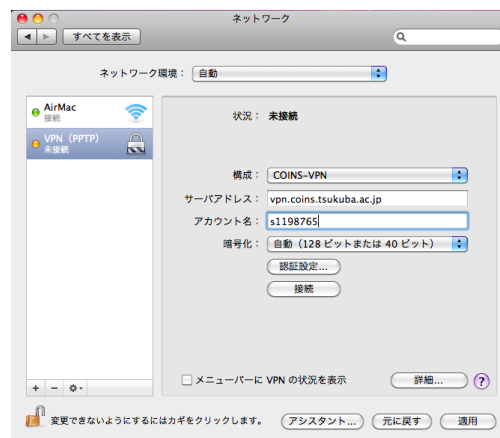 ネットワーク
すべてを表示
ネットワーク環境： 自動
AirMac
接続
VPN（PPTP）
未接続
状況： 未接続
構成： COINS-VPN
サーバアドレス： vpn.coins.tsukuba.ac.jp
アカウント名： s1198765
暗号化： 自動（128 ビットまたは 40 ビット）
認証設定...
接続
メニューバーに VPN の状況を表示
詳細...
?
変更できないようにするにはカギをクリックします。
アシスタント...
元に戻す
適用